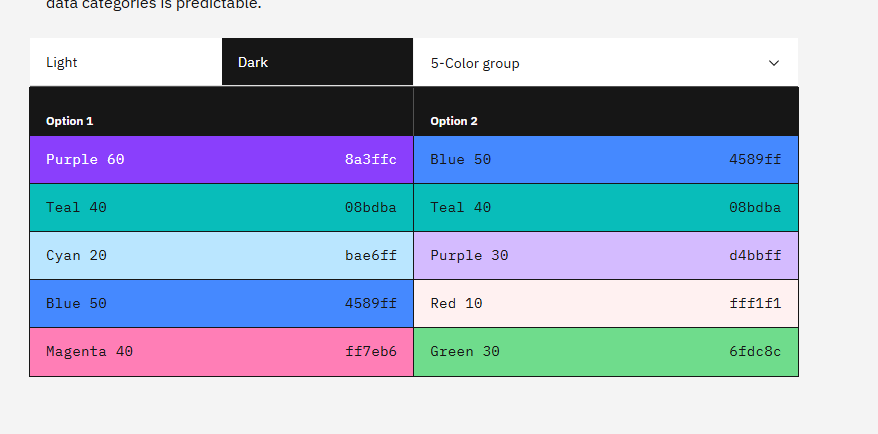 data categories is predictable.
Light Dark 5-Color group
Option 1 Option 2
Purple 60 8a3ffc Blue 50 4589ff
Teal 40 08bdba Teal 40 08bdba
Cyan 20 bae6ff Purple 30 d4bbff
Blue 50 4589ff Red 10 fff1f1
Magenta 40 ff7eb6 Green 30 6fdc8c